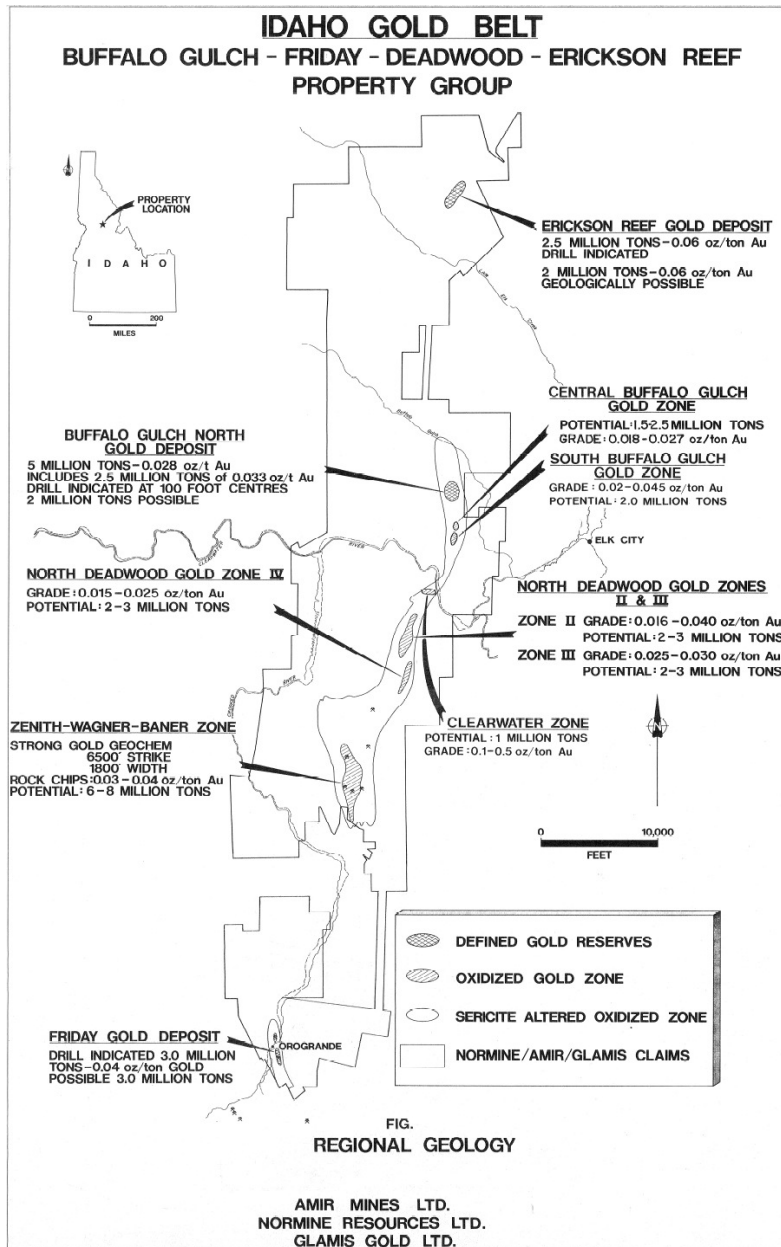 IDAHO GOLD BELT
BUFFALO GULCH - FRIDAY - DEADWOOD - ERICKSON REEF
PROPERTY GROUP
PROPERTY
LOCATION
I D A H O
0 200
MILES
ERICKSON REEF GOLD DEPOSIT
2.5 MILLION TONS-0.06 oz/ton Au
DRILL INDICATED
2 MILLION TONS-0.06 oz/ton Au
GEOLOGICALLY POSSIBLE
CENTRAL BUFFALO GULCH
GOLD ZONE
POTENTIAL:1.5-2.5 MILLION TONS
GRADE:0.018-0.027 oz/ton Au
SOUTH BUFFALO GULCH
GOLD ZONE
GRADE:0.02-0.045 oz/ton Au
POTENTIAL:2.0 MILLION TONS
BUFFALO GULCH NORTH
GOLD DEPOSIT
5 MILLION TONS-0.028 oz/t Au
INCLUDES 2.5 MILLION TONS of 0.033 oz/t Au
DRILL INDICATED AT 100 FOOT CENTRES
2 MILLION TONS POSSIBLE
BUFFALO GULCH
ELK CITY
CLEARWATER RIVER
NORTH DEADWOOD GOLD ZONE IV
GRADE:0.015-0.025 oz/ton Au
POTENTIAL:2-3 MILLION TONS
NORTH DEADWOOD GOLD ZONES
II & III
ZONE II GRADE:0.016-0.040 oz/ton Au
POTENTIAL:2-3 MILLION TONS
ZONE III GRADE:0.025-0.030 oz/ton Au
POTENTIAL:2-3 MILLION TONS
CROOKED RIVER
CLEARWATER ZONE
POTENTIAL:1 MILLION TONS
GRADE:0.1-0.5 oz/ton Au
ZENITH-WAGNER-BANER ZONE
STRONG GOLD GEOCHEM
6500' STRIKE
1800' WIDTH
ROCK CHIPS:0.03-0.04 oz/ton Au
POTENTIAL:6-8 MILLION TONS
N
0 10,000
FEET
DEFINED GOLD RESERVES
OXIDIZED GOLD ZONE
SERICITE ALTERED OXIDIZED ZONE
NORMINE/AMIR/GLAMIS CLAIMS
FRIDAY GOLD DEPOSIT
DRILL INDICATED 3.0 MILLION
TONS-0.04 oz/ton GOLD
POSSIBLE 3.0 MILLION TONS
OROGRANDE
FIG.
REGIONAL GEOLOGY
AMIR MINES LTD.
NORMINE RESOURCES LTD.
GLAMIS GOLD LTD.